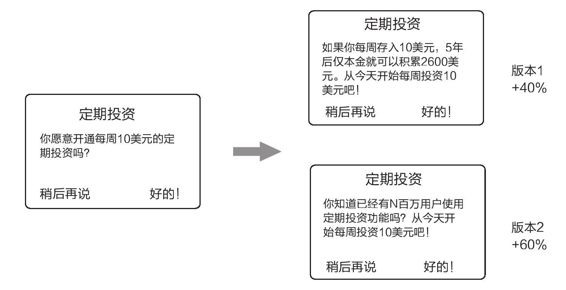 定期投资
你愿意开通每周10美元的定
期投资吗？
稍后再说 好的！
定期投资
如果你每周存入10美元，5年
后仅本金就可以积累2600美
元。从今天开始每周投资10
美元吧！
稍后再说 好的！
版本1
+40%
定期投资
你知道已经有N百万用户使用
定期投资功能吗？从今天开
始每周投资10美元吧！
稍后再说 好的！
版本2
+60%